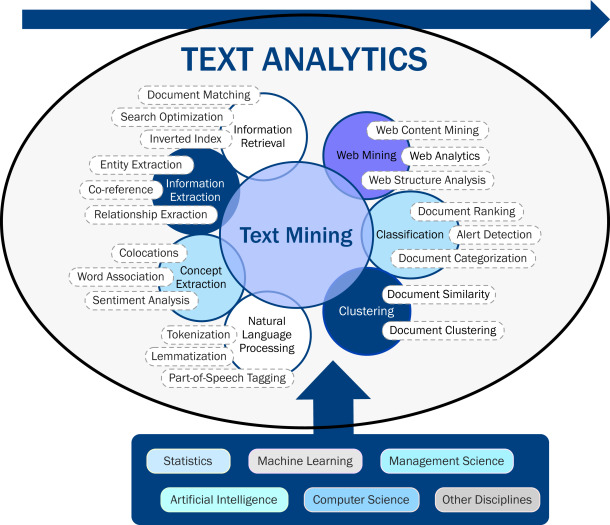 TEXT ANALYTICS
Document Matching
Search Optimization
Inverted Index
Information
Retrieval
Entity Extraction
Co-reference
Relationship Extraction
Information
Extraction
Colocations
Word Association
Sentiment Analysis
Concept
Extraction
Tokenization
Lemmatization
Part-of-Speech Tagging
Natural
Language
Processing
Text Mining
Web Mining
Web Content Mining
Web Analytics
Web Structure Analysis
Classification
Document Ranking
Alert Detection
Document Categorization
Clustering
Document Similarity
Document Clustering
Statistics
Machine Learning
Management Science
Artificial Intelligence
Computer Science
Other Disciplines